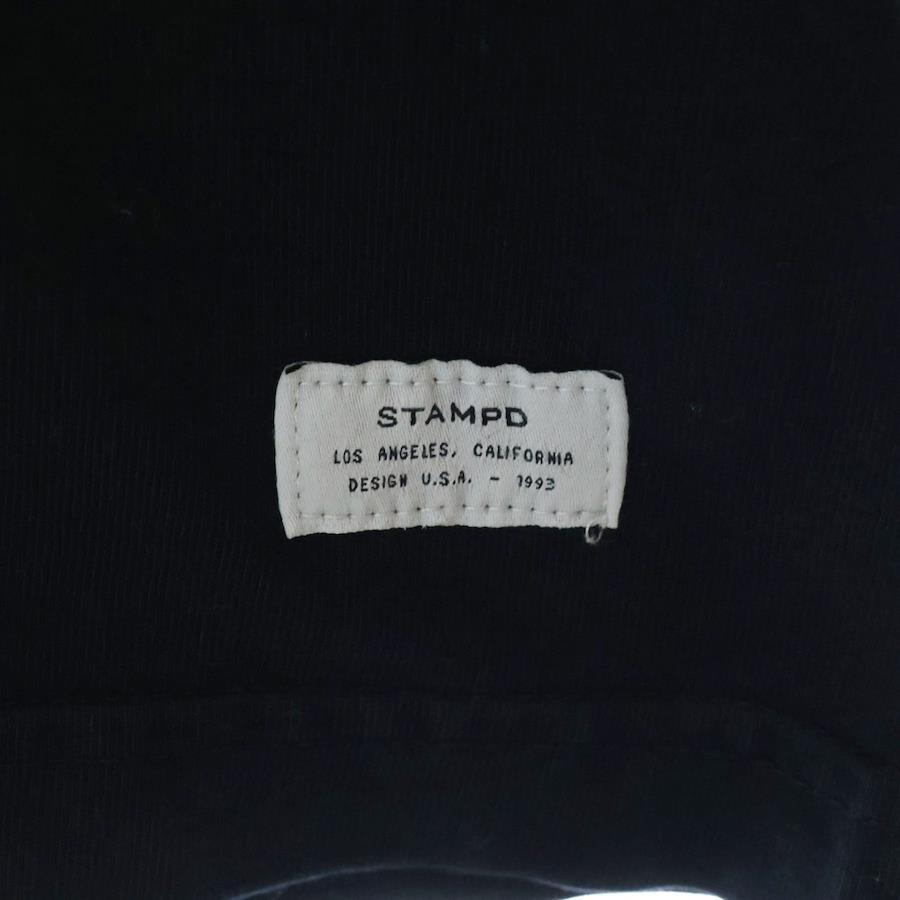 STAMPD
LOS ANGELES, CALIFORNIA
DESIGN U.S.A. - 1993